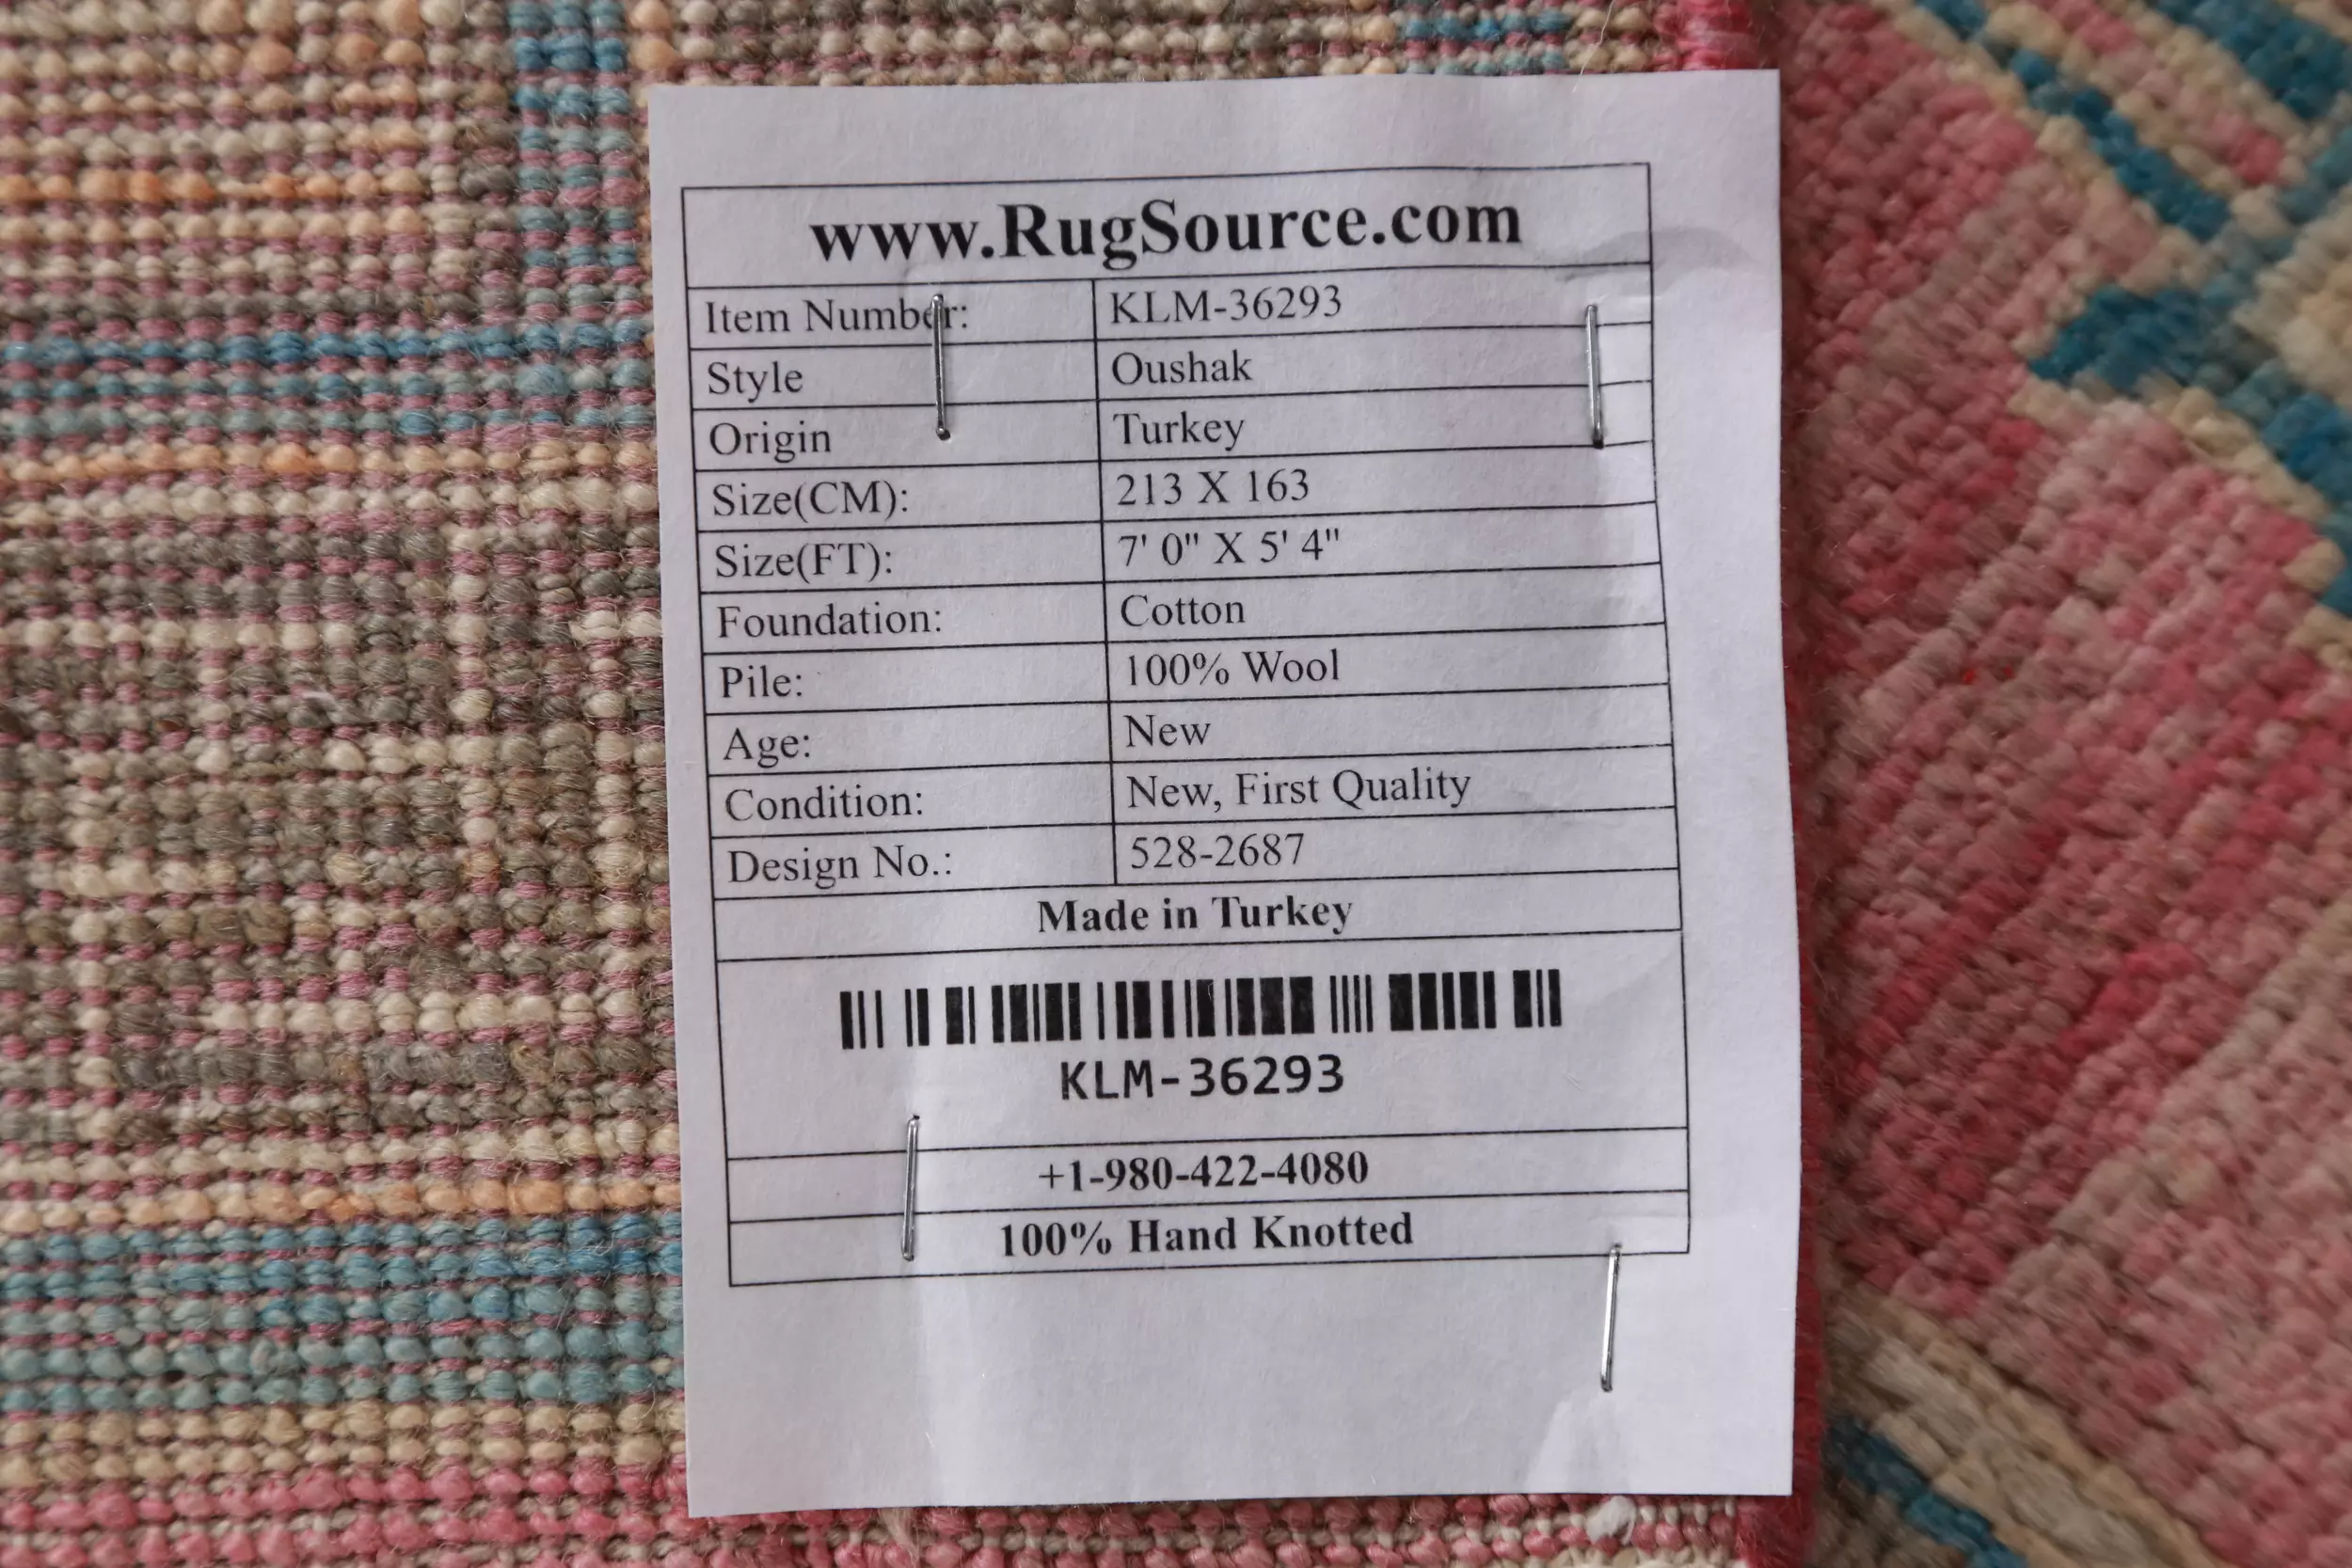 www.RugSource.com
Item Number: KLM-36293
Style Oushak
Origin Turkey
Size(CM): 213 X 163
Size(FT): 7' 0" X 5' 4"
Foundation: Cotton
Pile: 100% Wool
Age: New
Condition: New, First Quality
Design No.: 528-2687
Made in Turkey
KLM-36293
+1-980-422-4080
100% Hand Knotted